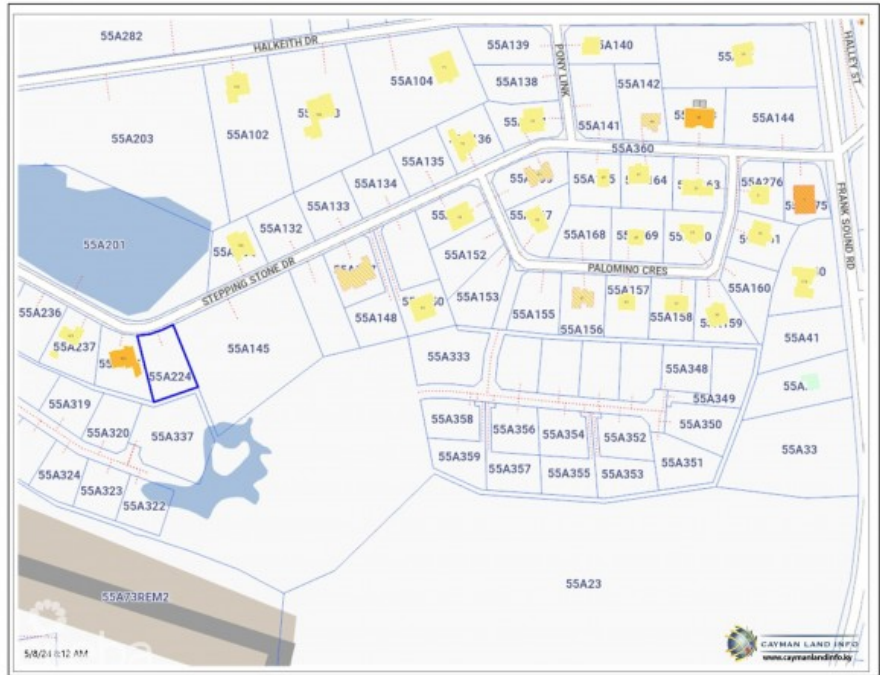 55A282
HALKEITH DR
55A139
55A140
PONY LINK
HALLEY ST
55A104
55A138
55A142
55A203
55A102
55A141
55A144
55A135
55A360
55A134
55A276
55A133
55A132
55A168
55A201
STEPPING STONE DR
55A152
PALOMINO CRES
FRANK SOUND RD
55A153
55A157
55A160
55A236
55A148
55A155
55A156
55A158
55A41
55A237
55A145
55A224
55A333
55A348
55A349
55A319
55A358
55A356
55A354
55A352
55A350
55A320
55A337
55A33
55A359
55A357
55A355
55A353
55A351
55A324
55A323
55A322
55A23
55A73REM2
5/8/24 8:12 AM
CAYMAN LAND INFO
www.caymanlandinfo.ky